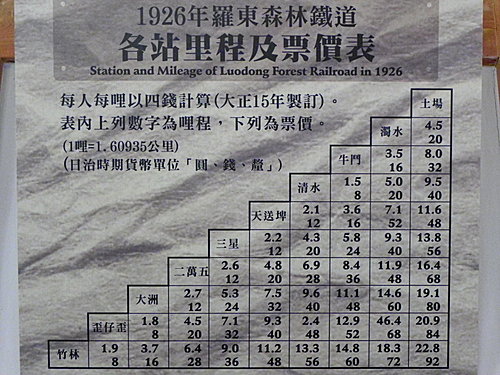 1926年羅東森林鐵道
各站里程及票價表
Station and Mileage of Luodong Forest Railroad in 1926
每人每哩以四錢計算(大正15年製訂)。
表內上列數字為哩程，下列為票價。
(1哩=1.60935公里)
(日治時期貨幣單位「圓、錢、釐」)
土場
濁水 4.5
20
牛鬥 3.5 8.0
16 32
清水 1.5 5.0 9.5
8 20 40
天送埤 2.1 3.6 7.1 11.6
12 16 52 48
三星 2.2 4.3 5.8 9.3 13.8
12 20 24 40 56
二萬五 2.6 4.8 6.9 8.4 11.9 16.4
12 20 28 36 48 68
大洲 2.7 5.3 7.5 9.6 11.1 14.6 19.1
12 24 32 40 48 60 80
歪仔歪 1.8 4.5 7.1 9.3 2.4 12.9 46.4 20.9
8 20 32 40 48 52 68 84
竹林 1.9 3.7 6.4 9.0 11.2 13.3 14.8 18.3 22.8
8 16 28 36 48 56 60 72 92